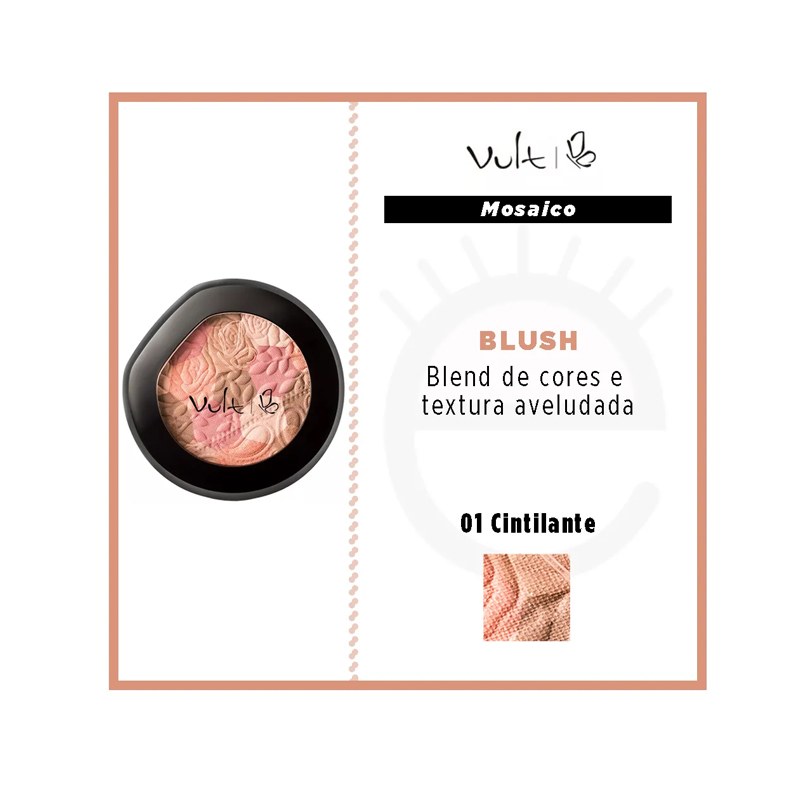 Vult
Mosaico
Vult
BLUSH
Blend de cores e
textura aveludada
01 Cintilante